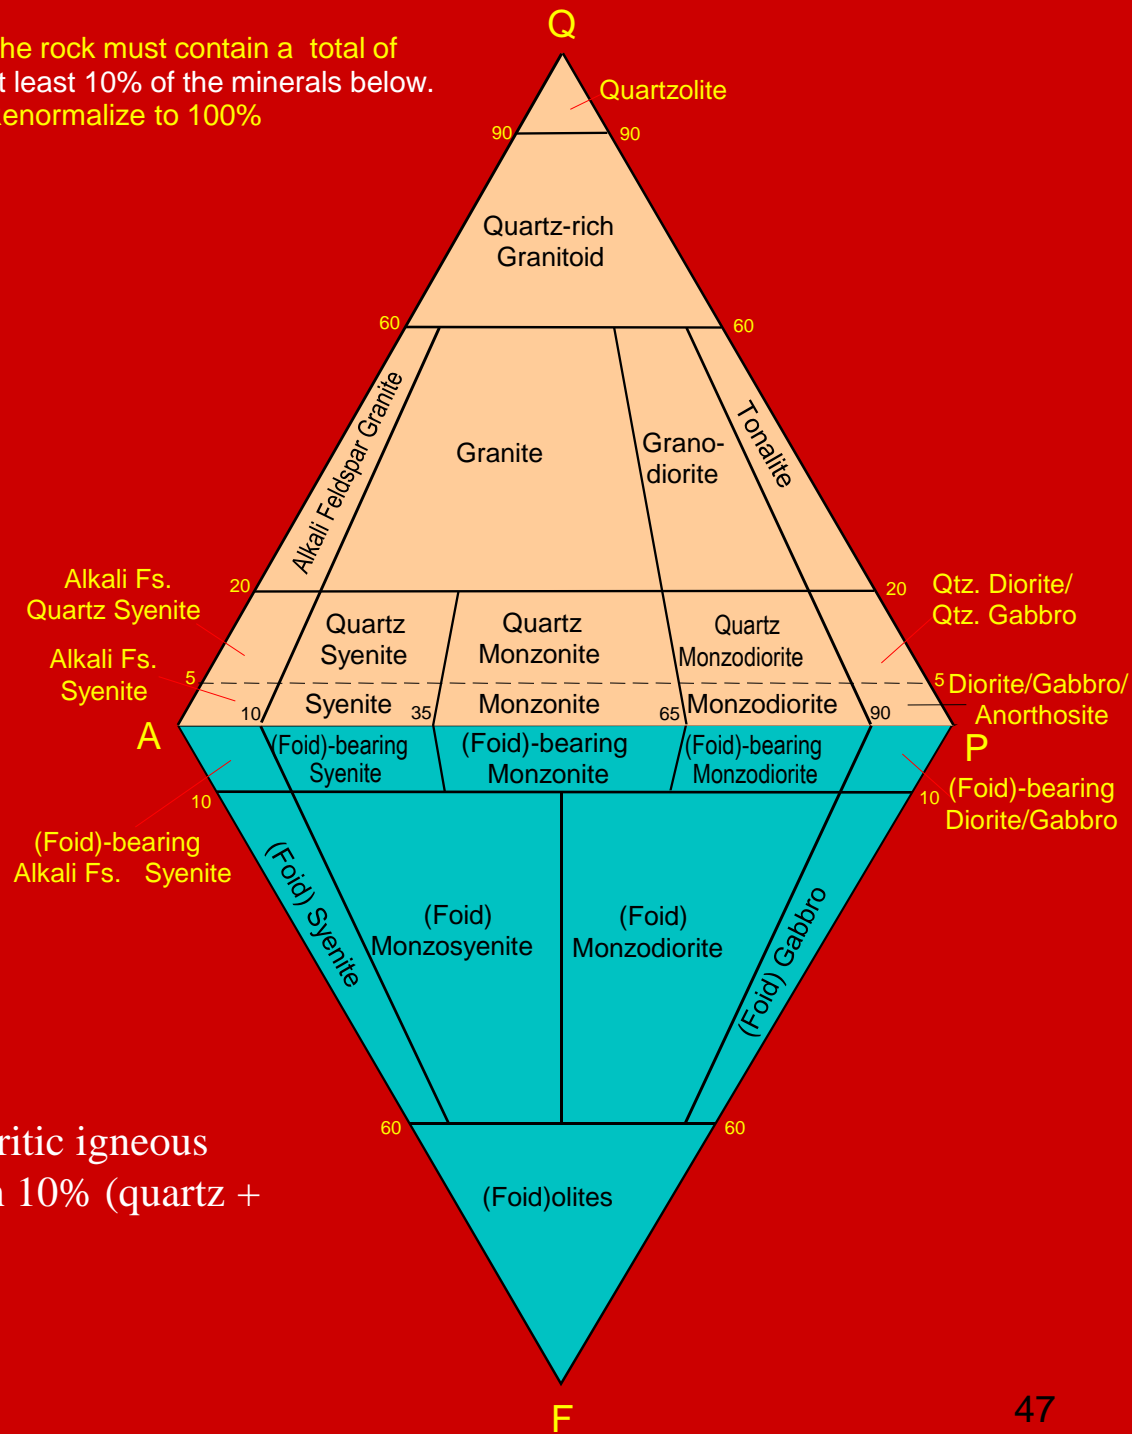 Q
he rock must contain a total of
t least 10% of the minerals below.
enormalize to 100%
Quartzolite
90
90
Quartz-rich
Granitoid
60
60
Alkali Feldspar Granite
Granite
Grano-
diorite
Tonalite
20
20
Alkali Fs.
Quartz Syenite
Qtz. Diorite/
Qtz. Gabbro
Quartz
Syenite
Quartz
Monzonite
Quartz
Monzodiorite
Alkali Fs.
Syenite
5
5
Diorite/Gabbro/
Anorthosite
10
Syenite
35
Monzonite
65
Monzodiorite
90
A
P
(Foid)-bearing
Syenite
(Foid)-bearing
Monzonite
(Foid)-bearing
Monzodiorite
10
10
(Foid)-bearing
Diorite/Gabbro
(Foid)-bearing
Alkali Fs. Syenite
(Foid) Syenite
(Foid)
Monzosyenite
(Foid)
Monzodiorite
(Foid) Gabbro
60
60
ritic igneous
10% (quartz +
(Foid)olites
F
47